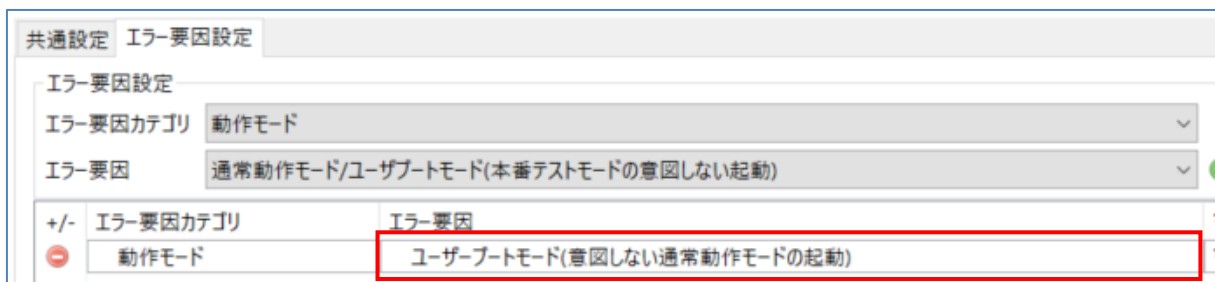 共通設定 エラー要因設定
エラー要因設定
エラー要因カテゴリ 動作モード
エラー要因 通常動作モード/ユーザブートモード(本番テストモードの意図しない起動)
+/- エラー要因カテゴリ エラー要因
動作モード ユーザーブートモード(意図しない通常動作モードの起動)